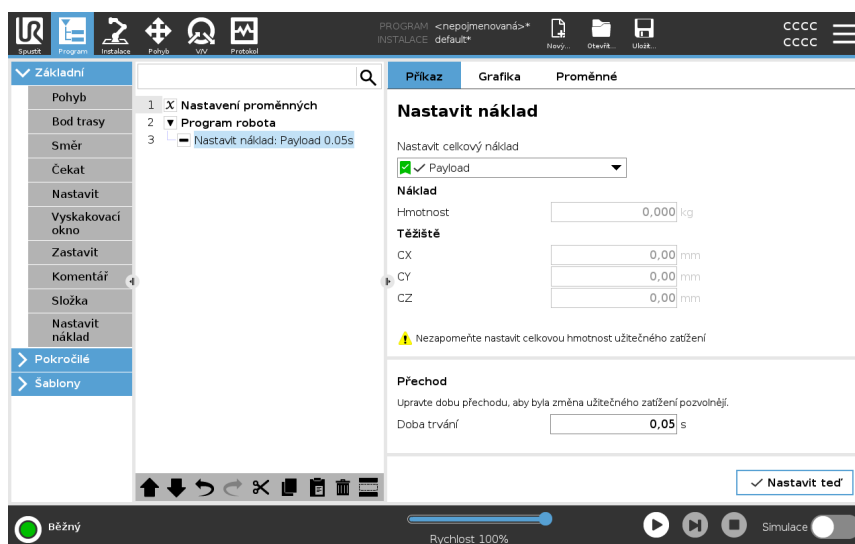 UR
PROGRAM <nepojmenovaná>*
INSTALACE default*
cccc
cccc
Spustit
Program
Instalace
Pohyb
V/V
Protokol
Nový...
Otevřít...
Uložit...
Základní
Pohyb
Bod trasy
Směr
Čekat
Nastavit
Vyskakovací
okno
Zastavit
Komentář
Složka
Nastavit
náklad
Pokročilé
Šablony
1 X Nastavení proměnných
2 Program robota
3 Nastavit náklad: Payload 0.05s
Příkaz Grafika Proměnné
Nastavit náklad
Nastavit celkový náklad
Payload
Náklad
Hmotnost 0,000 kg
Těžiště
CX 0,00 mm
CY 0,00 mm
CZ 0,00 mm
Nezapomeňte nastavit celkovou hmotnost užitečného zatížení
Přechod
Upravte dobu přechodu, aby byla změna užitečného zatížení pozvolnějí.
Doba trvání 0,05 s
Nastavit teď
Běžný
Rychlost 100%
Simulace